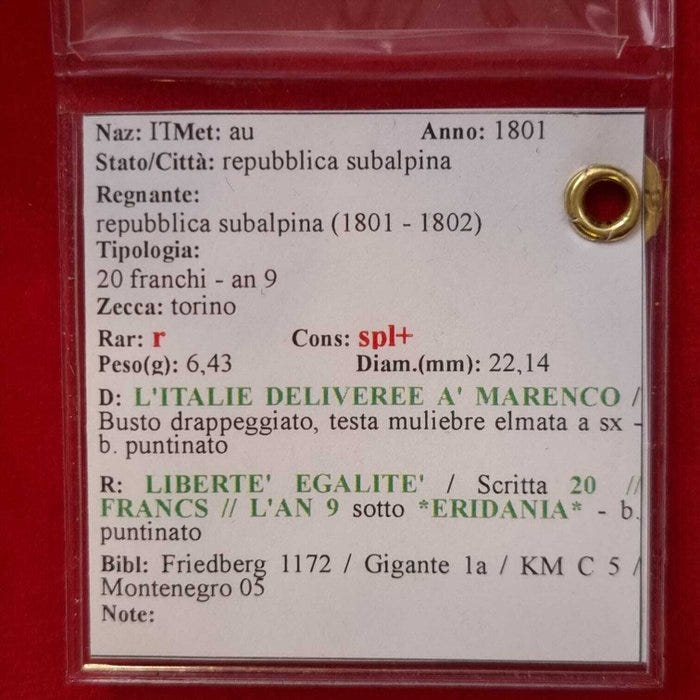 Naz: ITMet: au Anno: 1801
Stato/Città: repubblica subalpina
Regnante:
repubblica subalpina (1801 - 1802)
Tipologia:
20 franchi - an 9
Zecca: torino
Rar: r Cons: spl+
Peso(g): 6,43 Diam.(mm): 22,14
D: L'ITALIE DELIVEREE A' MARENCO /
Busto drappeggiato, testa muliebre elmata a sx -
b. puntinato
R: LIBERTE' EGALITE' / Scritta 20 //
FRANCS // L'AN 9 sotto *ERIDANIA* - b.
puntinato
Bibl: Friedberg 1172 / Gigante 1a / KM C 5 /
Montenegro 05
Note: